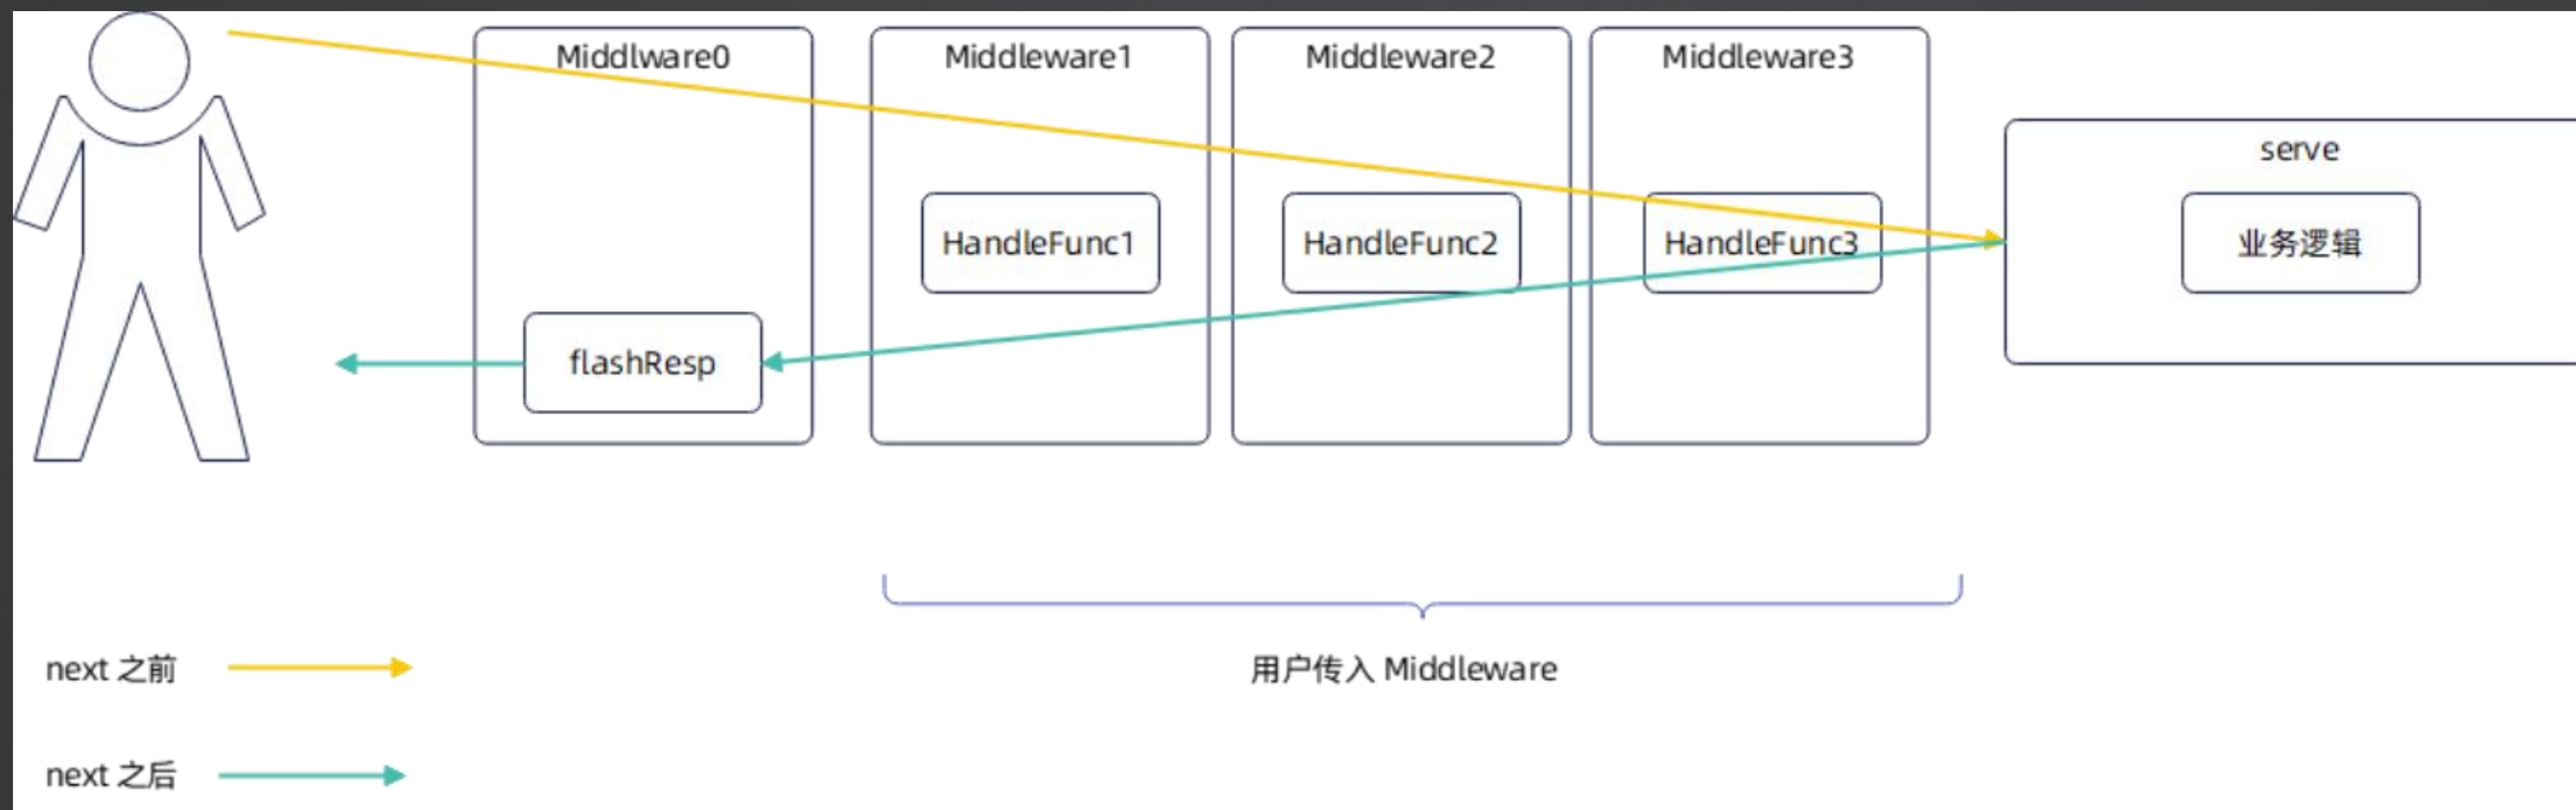 Middlware0
Middleware1
Middleware2
Middleware3
serve
HandleFunc1
HandleFunc2
HandleFunc3
业务逻辑
flashResp
用户传入 Middleware
next 之前
next 之后